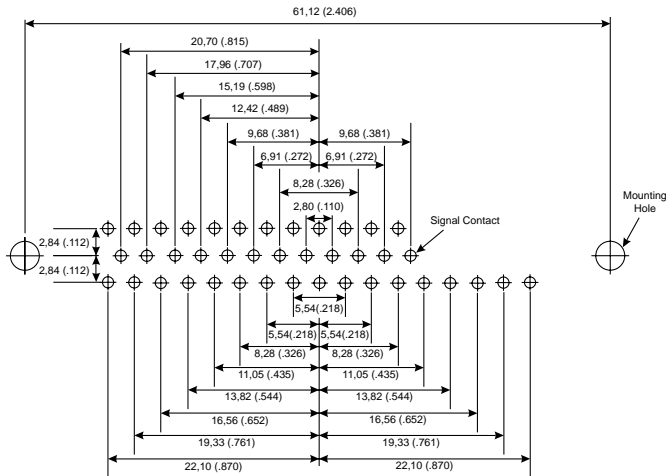 61,12 (2.406)
20,70 (.815)
17,96 (.707)
15,19 (.598)
12,42 (.489)
9,68 (.381) 9,68 (.381)
6,91 (.272) 6,91 (.272)
8,28 (.326)
2,80 (.110)
Mounting
Hole
Signal Contact
2,84 (.112)
2,84 (.112)
5,54 (.218)
5,54(.218) 5,54(.218)
8,28 (.326) 8,28 (.326)
11,05 (.435) 11,05 (.435)
13,82 (.544) 13,82 (.544)
16,56 (.652) 16,56 (.652)
19,33 (.761) 19,33 (.761)
22,10 (.870) 22,10 (.870)